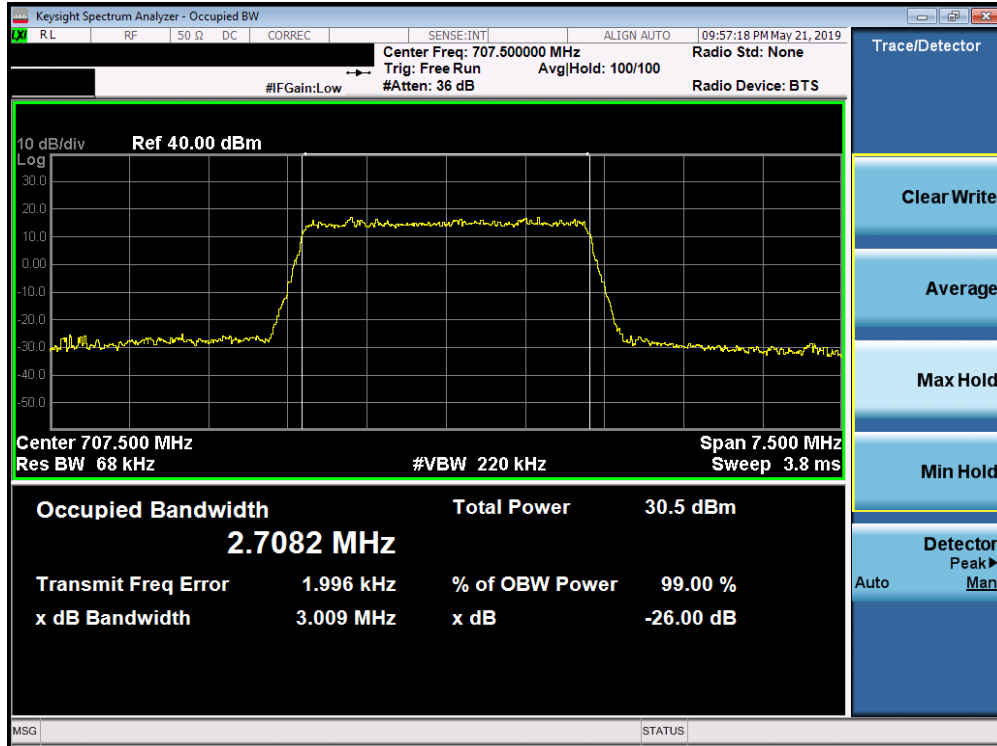 Keysight Spectrum Analyzer - Occupied BW
LXI RL RF 50 Ω DC CORREC SENSE:INT ALIGN AUTO 09:57:18 PM May 21, 2019
Center Freq: 707.500000 MHz Radio Std: None
Trig: Free Run Avg|Hold: 100/100
#IFGain:Low #Atten: 36 dB Radio Device: BTS
Trace/Detector
10 dB/div Ref 40.00 dBm
Log
30.0
20.0
10.0
0.00
-10.0
-20.0
-30.0
-40.0
-50.0
Center 707.500 MHz Span 7.500 MHz
Res BW 68 kHz #VBW 220 kHz Sweep 3.8 ms
Occupied Bandwidth Total Power 30.5 dBm
2.7082 MHz
Transmit Freq Error 1.996 kHz % of OBW Power 99.00 %
x dB Bandwidth 3.009 MHz x dB -26.00 dB
Clear Write
Average
Max Hold
Min Hold
Detector
Peak▶
Auto Man
MSG STATUS